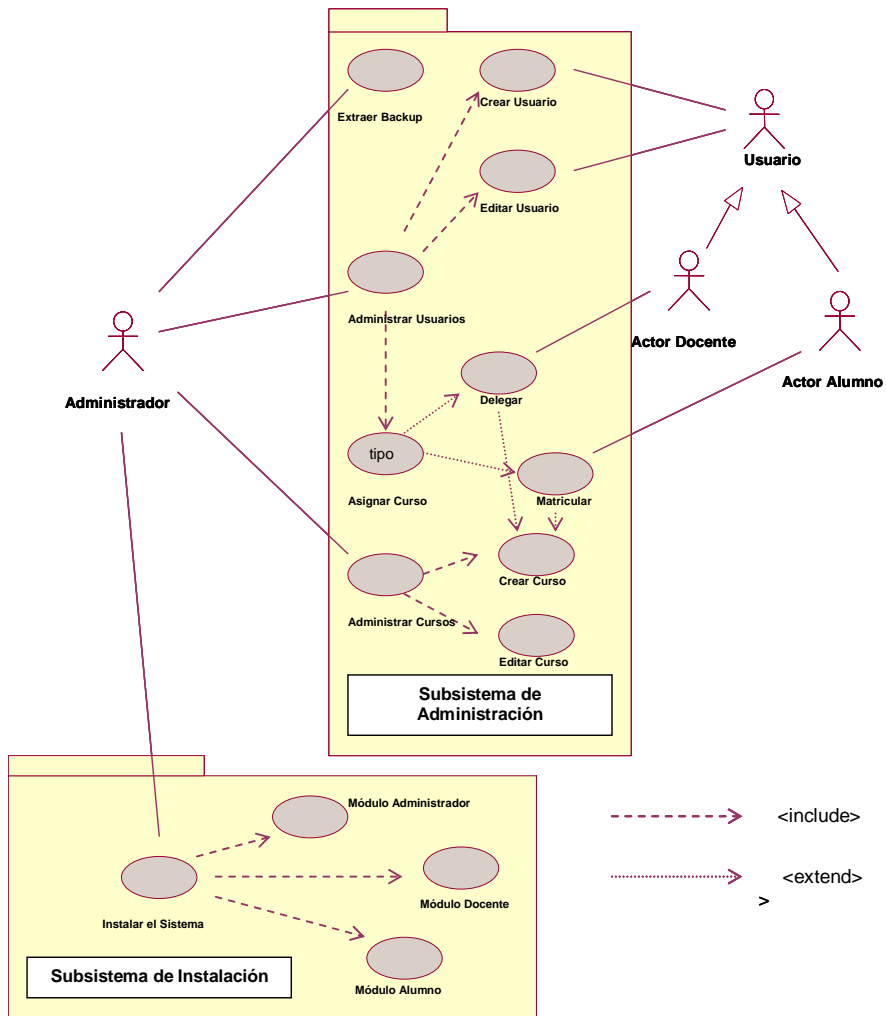 Extraer Backup
Crear Usuario
Usuario
Editar Usuario
Administrar Usuarios
Actor Docente
Actor Alumno
Administrador
Delegar
tipo
Asignar Curso
Matricular
Crear Curso
Administrar Cursos
Editar Curso
Subsistema de
Administración
Módulo Administrador
<include>
Módulo Docente
<extend>
>
Instalar el Sistema
Subsistema de Instalación
Módulo Alumno